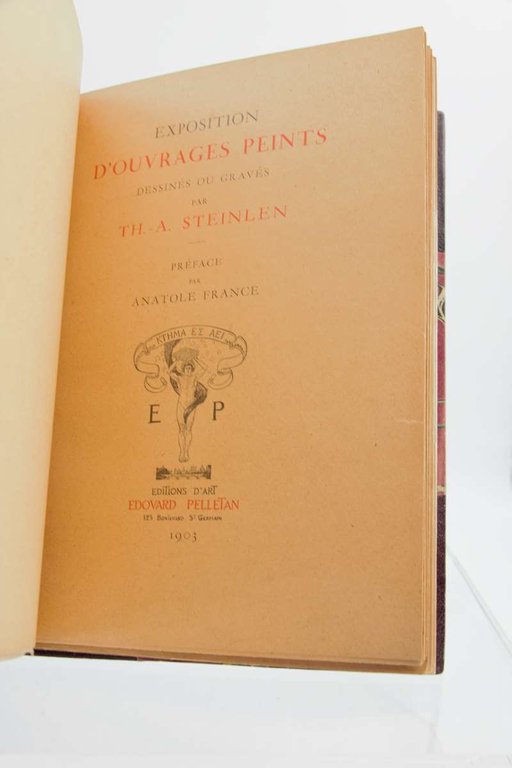 EXPOSITION
D'OUVRAGES PEINTS
DESSINÉS OU GRAVÉS
PAR
TH.-A. STEINLEN
PRÉFACE
PAR
ANATOLE FRANCE
ΚΤΗΜΑ ΕΣ ΑΕΙ
E P
EDITIONS D'ART
EDOVARD PELLETAN
125 BOULEVARD ST GERMAIN
1903